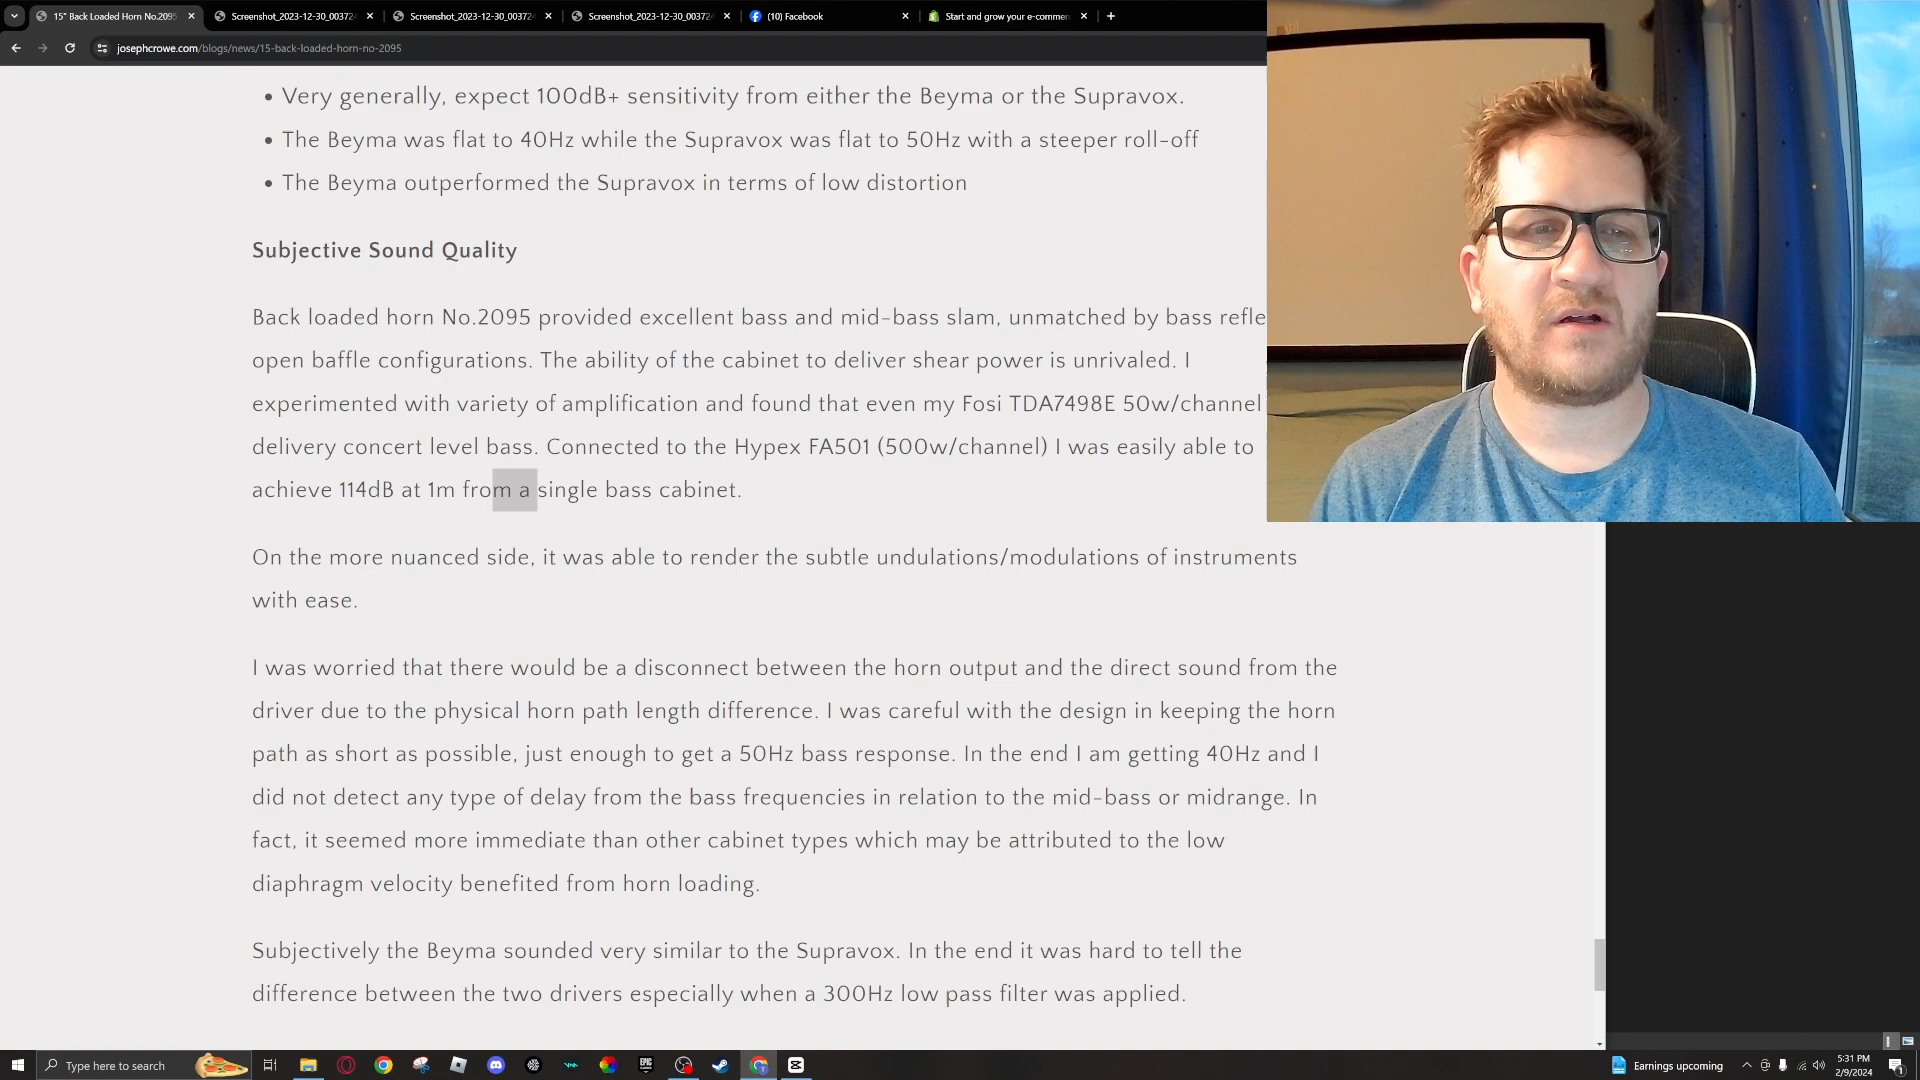 15" Back Loaded Horn No.2095
Screenshot_2023-12-30_003724
Screenshot_2023-12-30_003724
Screenshot_2023-12-30_003724
(10) Facebook
Start and grow your e-commer
josephcrowe.com/blogs/news/15-back-loaded-horn-no-2095
• Very generally, expect 100dB+ sensitivity from either the Beyma or the Supravox.
• The Beyma was flat to 40Hz while the Supravox was flat to 50Hz with a steeper roll-off
• The Beyma outperformed the Supravox in terms of low distortion
Subjective Sound Quality
Back loaded horn No.2095 provided excellent bass and mid-bass slam, unmatched by bass refle
open baffle configurations. The ability of the cabinet to deliver shear power is unrivaled. I
experimented with variety of amplification and found that even my Fosi TDA7498E 50w/channel
delivery concert level bass. Connected to the Hypex FA501 (500w/channel) I was easily able to
achieve 114dB at 1m from a single bass cabinet.
On the more nuanced side, it was able to render the subtle undulations/modulations of instruments
with ease.
I was worried that there would be a disconnect between the horn output and the direct sound from the
driver due to the physical horn path length difference. I was careful with the design in keeping the horn
path as short as possible, just enough to get a 50Hz bass response. In the end I am getting 40Hz and I
did not detect any type of delay from the bass frequencies in relation to the mid-bass or midrange. In
fact, it seemed more immediate than other cabinet types which may be attributed to the low
diaphragm velocity benefited from horn loading.
Subjectively the Beyma sounded very similar to the Supravox. In the end it was hard to tell the
difference between the two drivers especially when a 300Hz low pass filter was applied.
Type here to search
Earnings upcoming
5:31 PM
2/9/2024